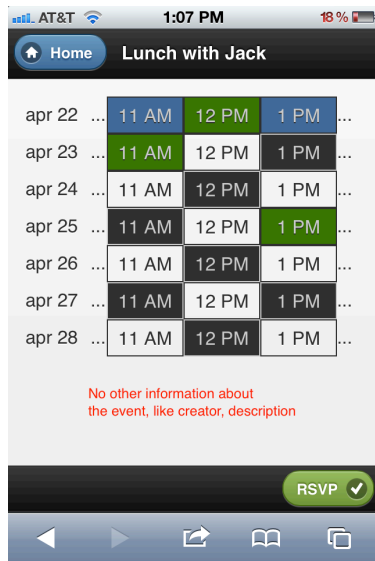 AT&T 1:07 PM 18 %
Home Lunch with Jack
apr 22 ... 11 AM 12 PM 1 PM ...
apr 23 ... 11 AM 12 PM 1 PM ...
apr 24 ... 11 AM 12 PM 1 PM ...
apr 25 ... 11 AM 12 PM 1 PM ...
apr 26 ... 11 AM 12 PM 1 PM ...
apr 27 ... 11 AM 12 PM 1 PM ...
apr 28 ... 11 AM 12 PM 1 PM ...
No other information about
the event, like creator, description
RSVP